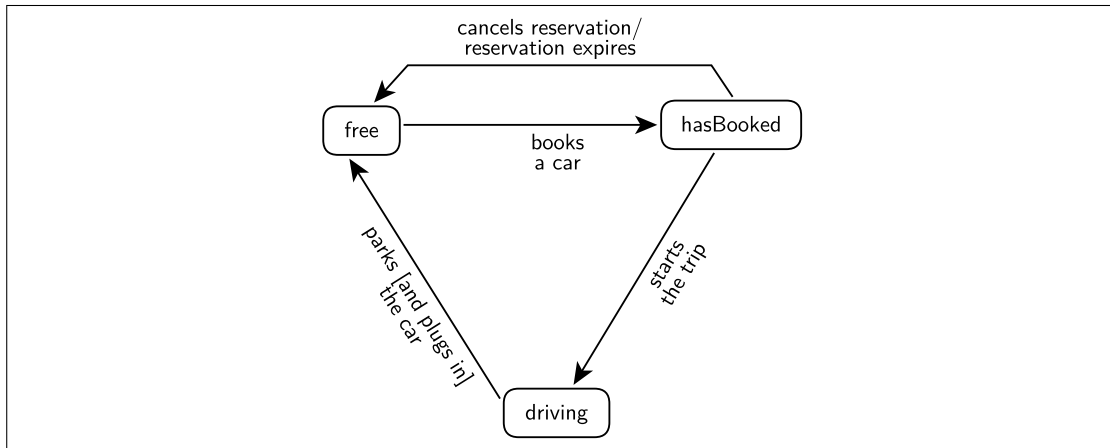 cancels reservation/
reservation expires
free
hasBooked
books
a car
starts
the trip
parks [and plugs in]
the car
driving